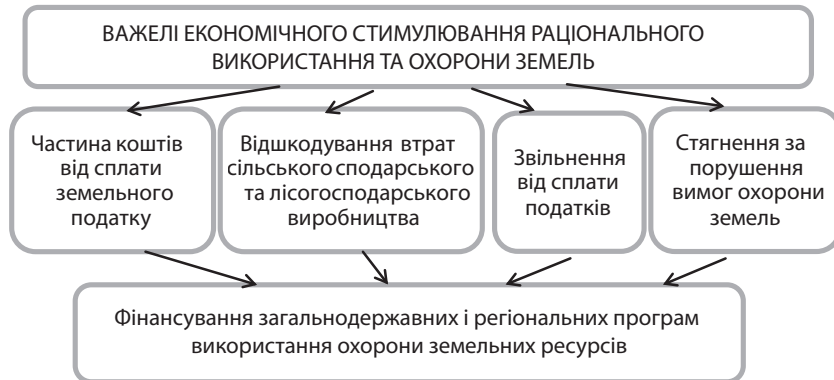 ВАЖЕЛІ ЕКОНОМІЧНОГО СТИМУЛЮВАННЯ РАЦІОНАЛЬНОГО
ВИКОРИСТАННЯ ТА ОХОРОНИ ЗЕМЕЛЬ
Частина коштів
від сплати
земельного
податку
Відшкодування втрат
сільського сподарського
та лісогосподарського
виробництва
Звільнення
від сплати
податків
Стягнення за
порушення
вимог охорони
земель
Фінансування загальнодержавних і регіональних програм
використання охорони земельних ресурсів